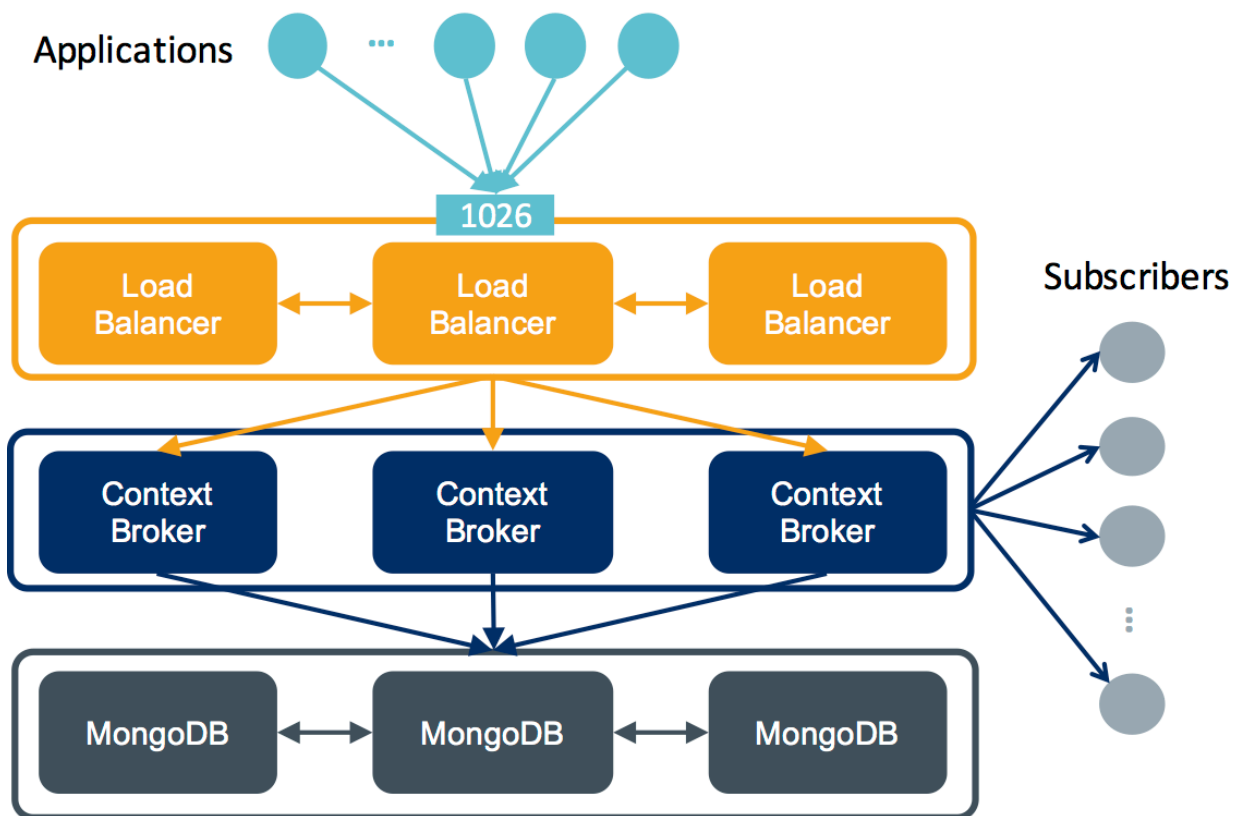 Applications
...
1026
Load
Balancer
Load
Balancer
Load
Balancer
Subscribers
Context
Broker
Context
Broker
Context
Broker
...
MongoDB
MongoDB
MongoDB